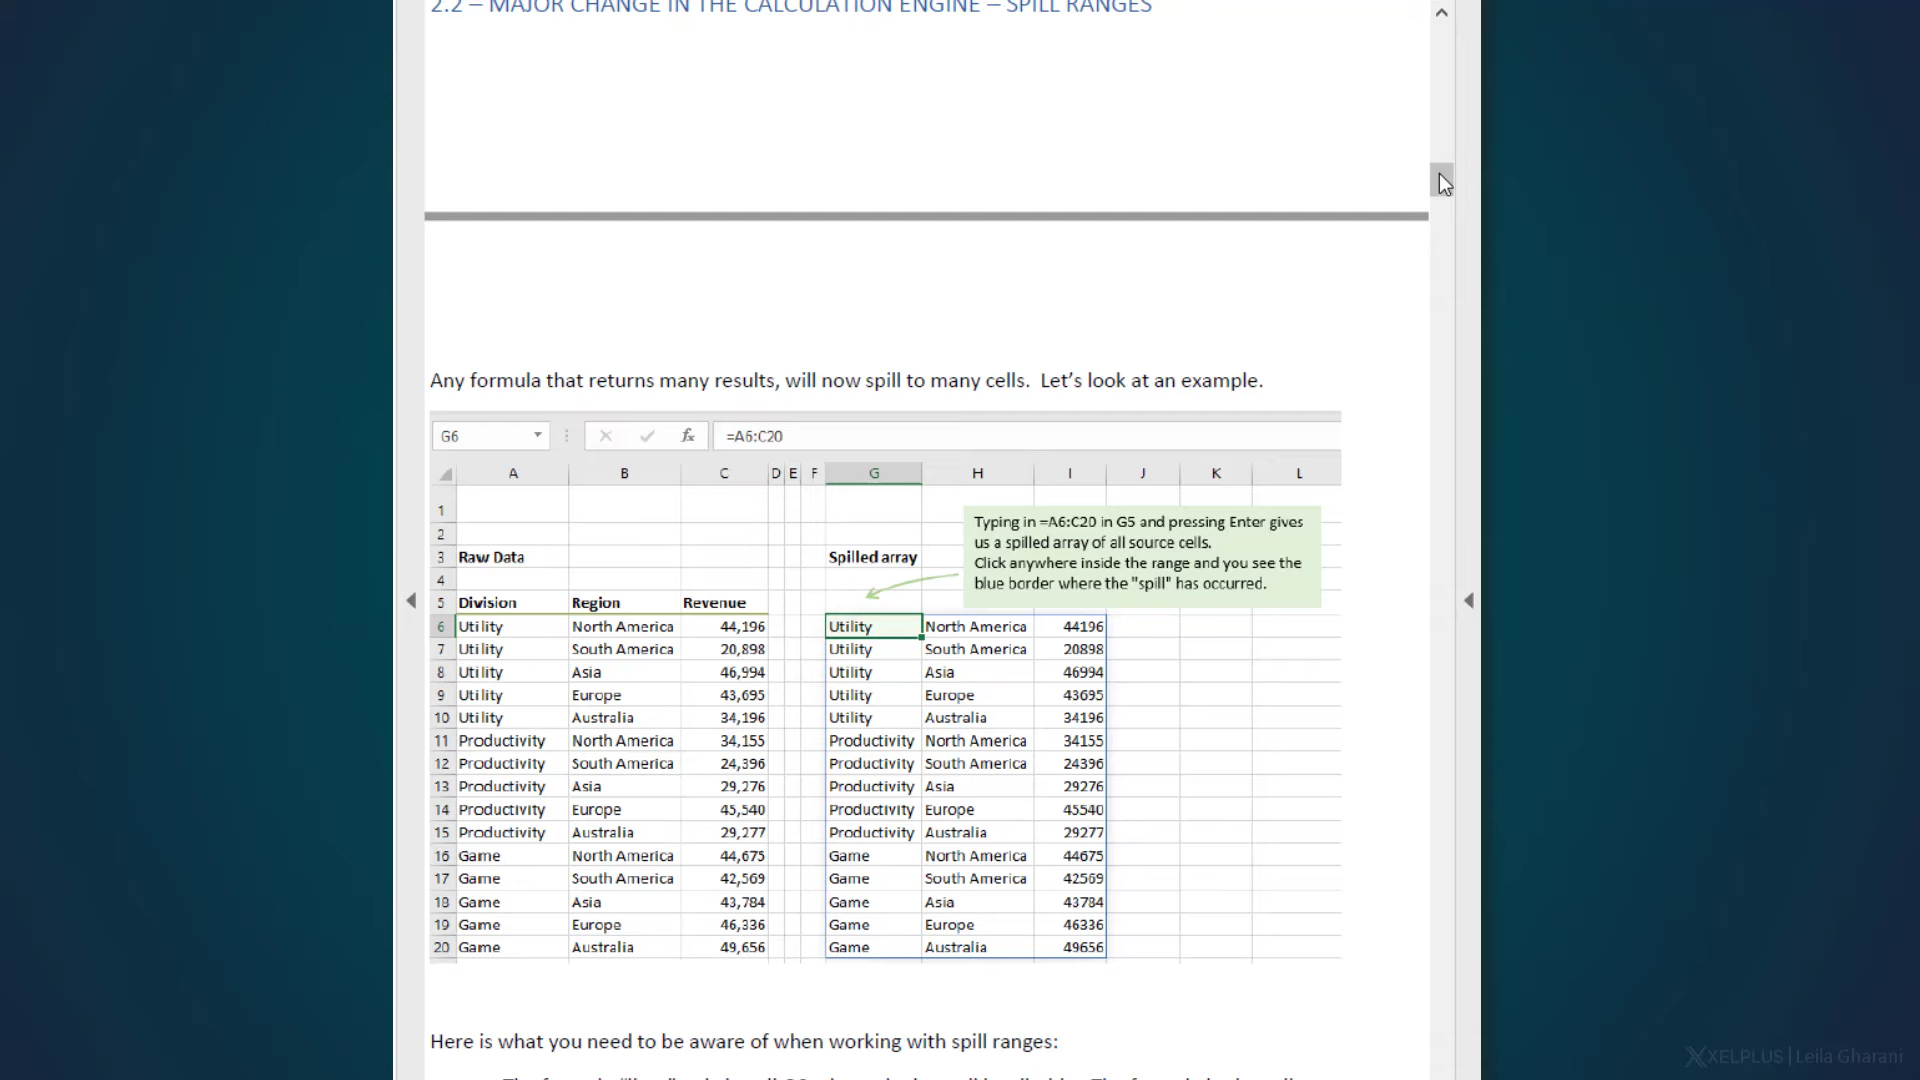 2.2 – MAJOR CHANGE IN THE CALCULATION ENGINE – SPILL RANGES
Any formula that returns many results, will now spill to many cells. Let's look at an example.
G6 fx =A6:C20
A B C D E F G H I J K L
1
2
3 Raw Data Spilled array
Typing in =A6:C20 in G5 and pressing Enter gives
us a spilled array of all source cells.
Click anywhere inside the range and you see the
blue border where the "spill" has occurred.
4
5 Division Region Revenue
6 Utility North America 44,196 Utility North America 44196
7 Utility South America 20,898 Utility South America 20898
8 Utility Asia 46,994 Utility Asia 46994
9 Utility Europe 43,695 Utility Europe 43695
10 Utility Australia 34,196 Utility Australia 34196
11 Productivity North America 34,155 Productivity North America 34155
12 Productivity South America 24,396 Productivity South America 24396
13 Productivity Asia 29,276 Productivity Asia 29276
14 Productivity Europe 45,540 Productivity Europe 45540
15 Productivity Australia 29,277 Productivity Australia 29277
16 Game North America 44,675 Game North America 44675
17 Game South America 42,569 Game South America 42569
18 Game Asia 43,784 Game Asia 43784
19 Game Europe 46,336 Game Europe 46336
20 Game Australia 49,656 Game Australia 49656
Here is what you need to be aware of when working with spill ranges:
XELPLUS | Leila Gharani